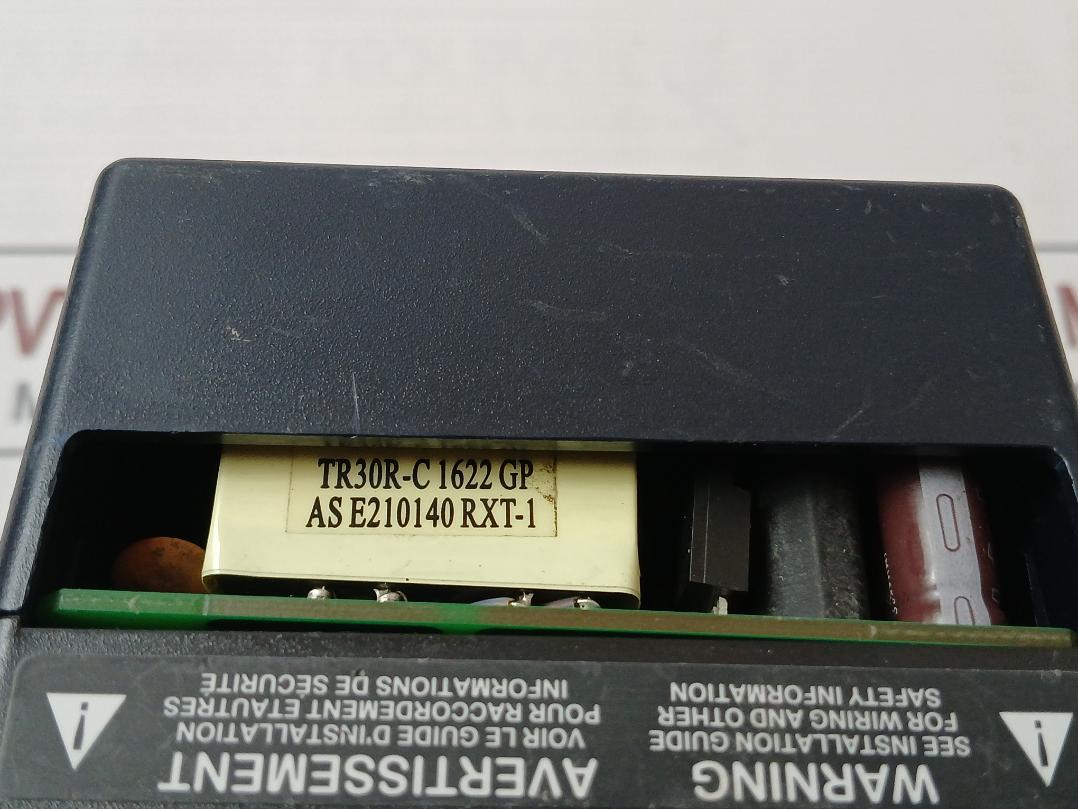 TR30R-C 1622 GP
AS E210140 RXT-1
WARNING
SEE INSTALLATION GUIDE
FOR WIRING AND OTHER
SAFETY INFORMATION
AVERTISSEMENT
VOIR LE GUIDE D'INSTALLATION
POUR RACCORDEMENT ETAUTRES
INFORMATIONS DE SÉCURITÉ